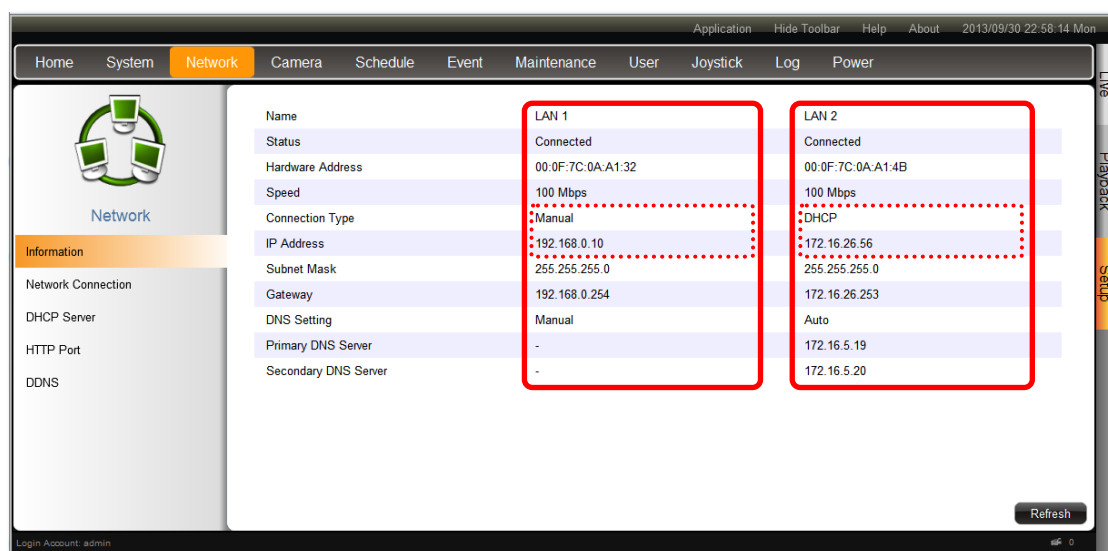 Application Hide Toolbar Help About 2013/09/30 22:58:14 Mon
Home System Network Camera Schedule Event Maintenance User Joystick Log Power
Live
Playback
Setup
Network
Information
Network Connection
DHCP Server
HTTP Port
DDNS
Name LAN 1 LAN 2
Status Connected Connected
Hardware Address 00:0F:7C:0A:A1:32 00:0F:7C:0A:A1:4B
Speed 100 Mbps 100 Mbps
Connection Type Manual DHCP
IP Address 192.168.0.10 172.16.26.56
Subnet Mask 255.255.255.0 255.255.255.0
Gateway 192.168.0.254 172.16.26.253
DNS Setting Manual Auto
Primary DNS Server - 172.16.5.19
Secondary DNS Server - 172.16.5.20
Refresh
Login Account: admin 0